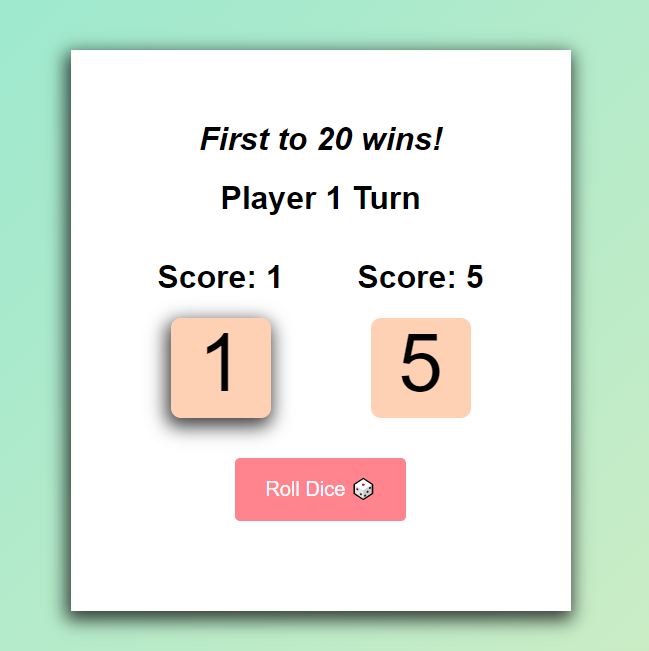 First to 20 wins!
Player 1 Turn
Score: 1 Score: 5
1 5
Roll Dice 🎲